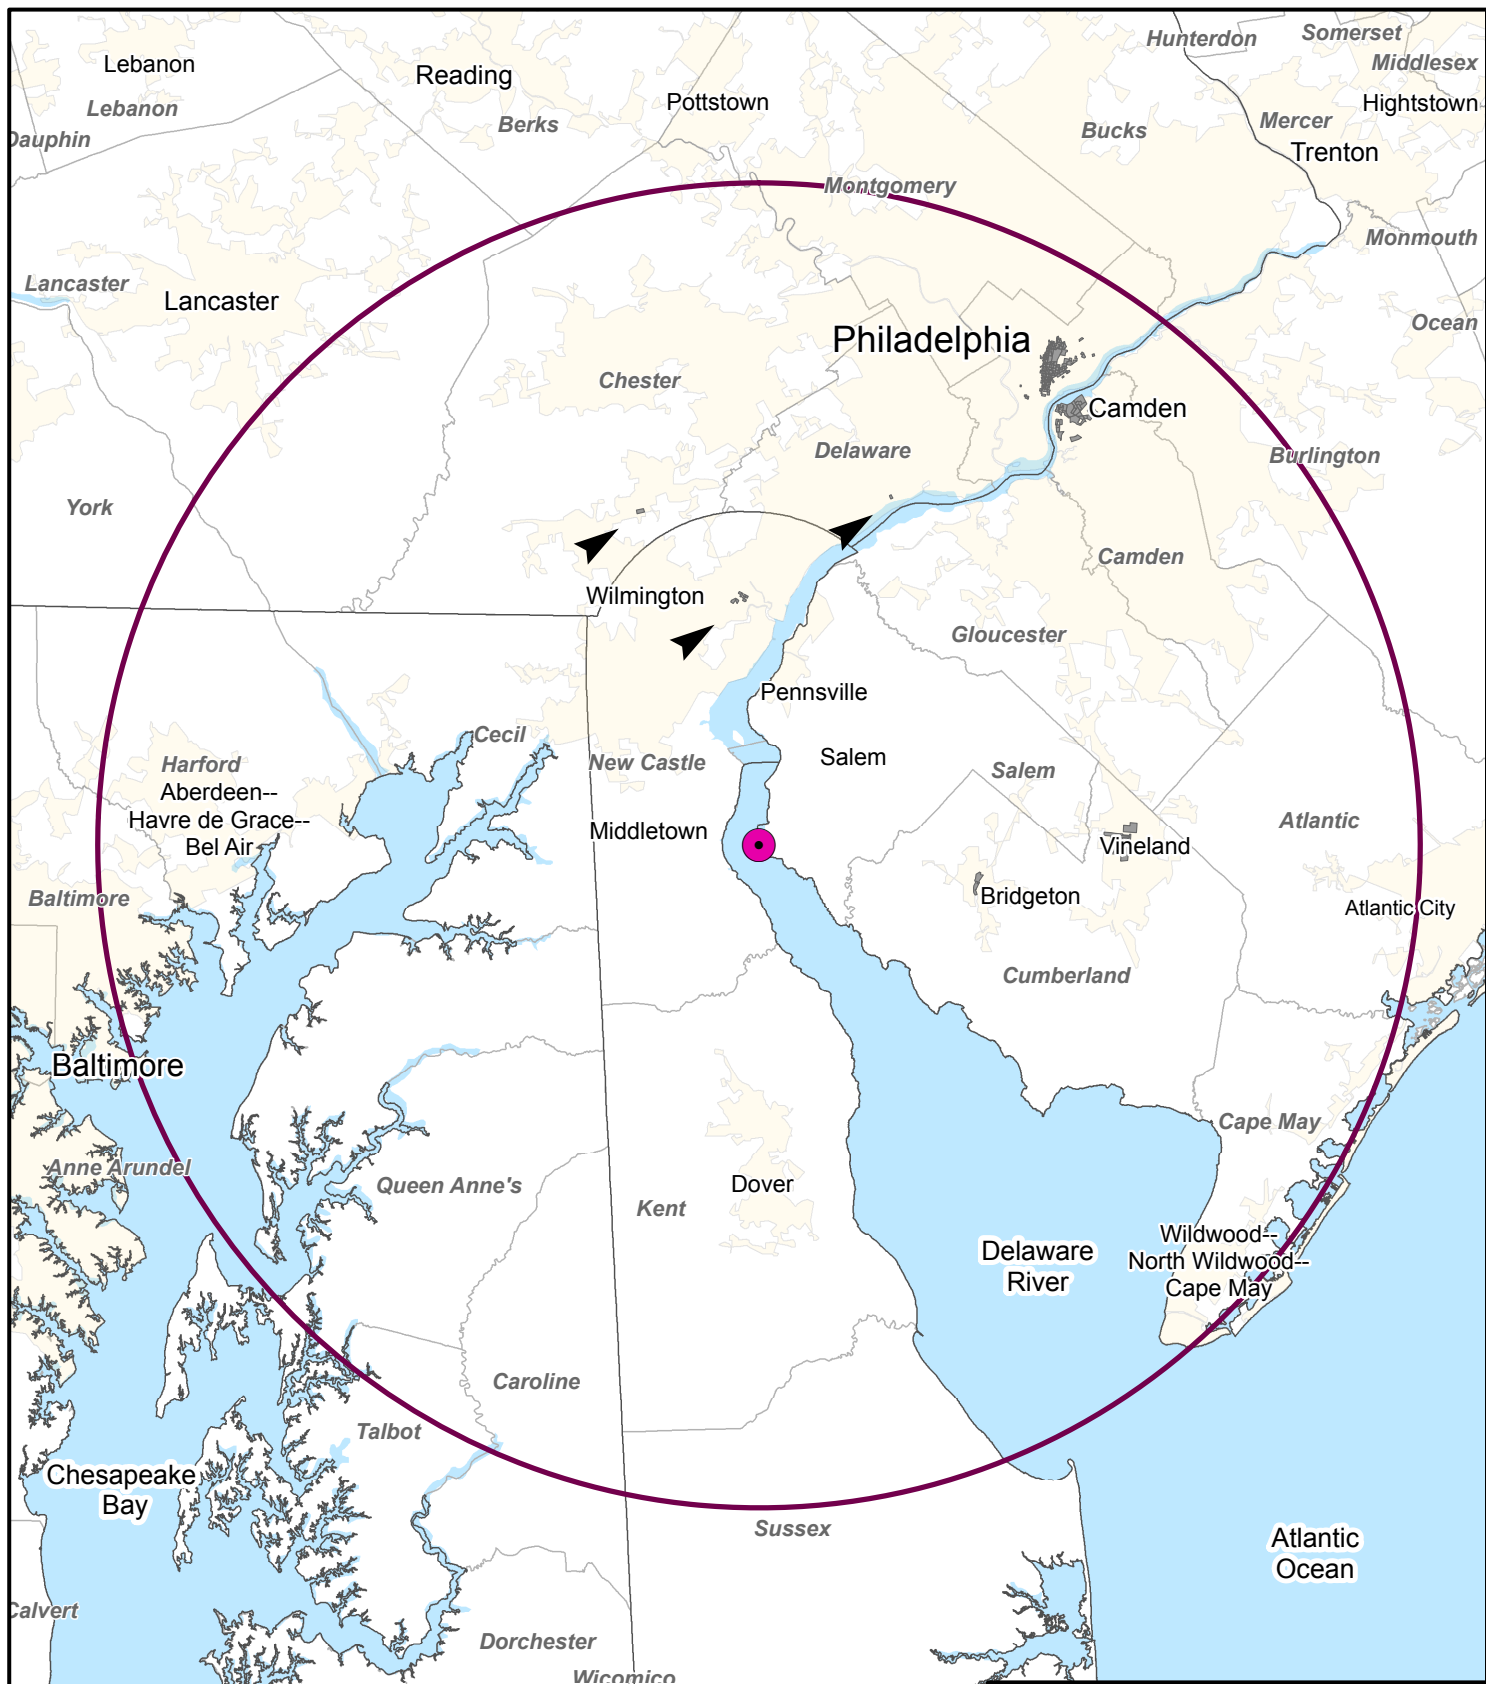 Hunterdon
Somerset
Lebanon
Reading
Middlesex
Pottstown
Hightstown
Lebanon
Berks
Bucks
Mercer
Dauphin
Trenton
Montgomery
Monmouth
Lancaster
Lancaster
Ocean
Philadelphia
Chester
Camden
Delaware
Burlington
York
Camden
Wilmington
Gloucester
Pennsville
Cecil
New Castle
Salem
Salem
Harford
Aberdeen--
Havre de Grace--
Bel Air
Middletown
Atlantic
Vineland
Baltimore
Bridgeton
Atlantic City
Cumberland
Baltimore
Cape May
Anne Arundel
Queen Anne's
Dover
Kent
Delaware
River
Wildwood--
North Wildwood--
Cape May
Caroline
Talbot
Chesapeake
Bay
Sussex
Atlantic
Ocean
Calvert
Dorchester
Wicomico